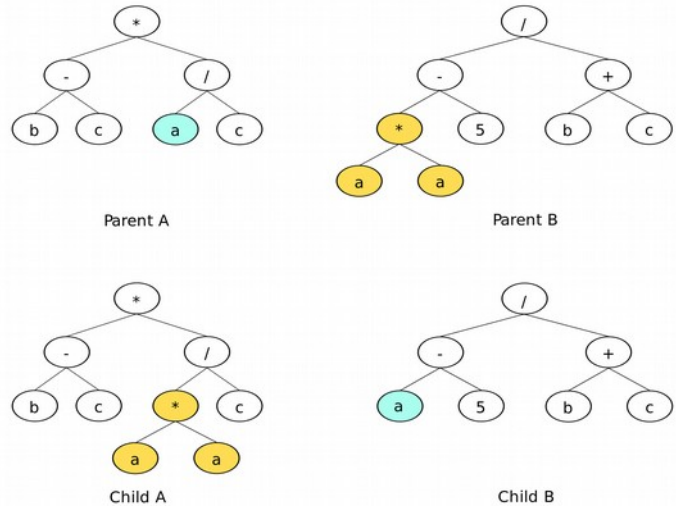 * /
- / - +
b c a c * 5 b c
a a
Parent A Parent B
* /
- / - +
b c * c a 5 b c
a a
Child A Child B